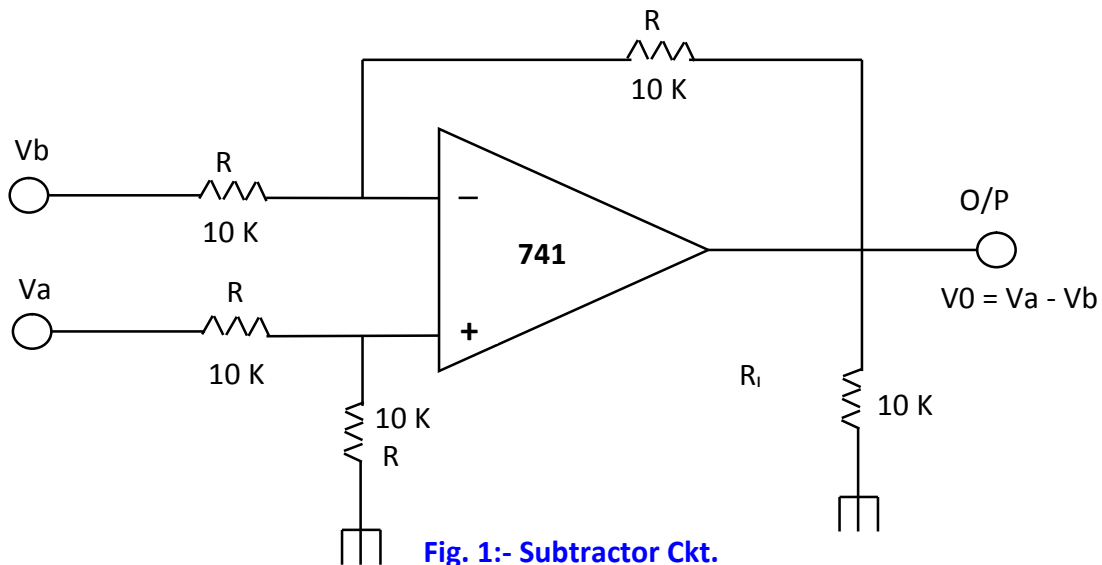 R
10 K
Vb
R
10 K
–
741
O/P
V0 = Va - Vb
Va
R
10 K
+
10 K
R
Rₗ
10 K
Fig. 1:- Subtractor Ckt.